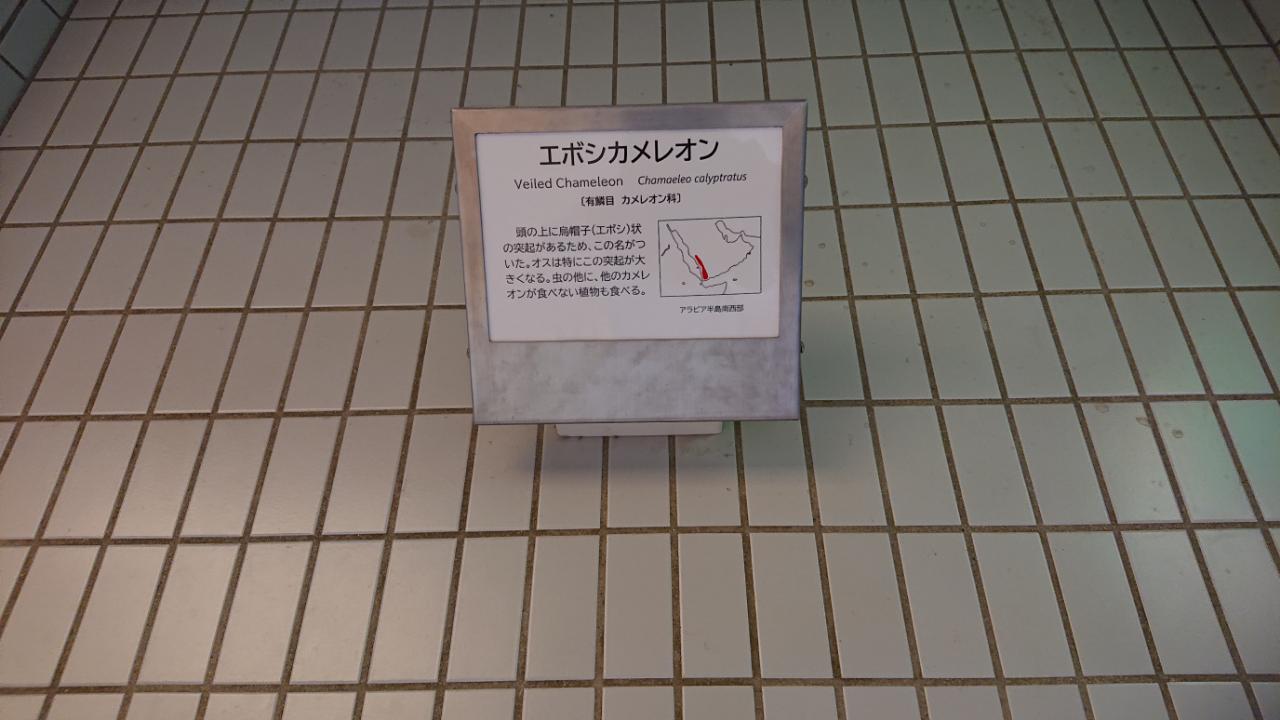 エボシカメレオン
Veiled Chameleon Chamaeleo calyptratus
〔有鱗目 カメレオン科〕
頭の上に烏帽子(エボシ)状
の突起があるため、この名がつ
いた。オスは特にこの突起が大
きくなる。虫の他に、他のカメレ
オンが食べない植物も食べる。
アラビア半島南西部